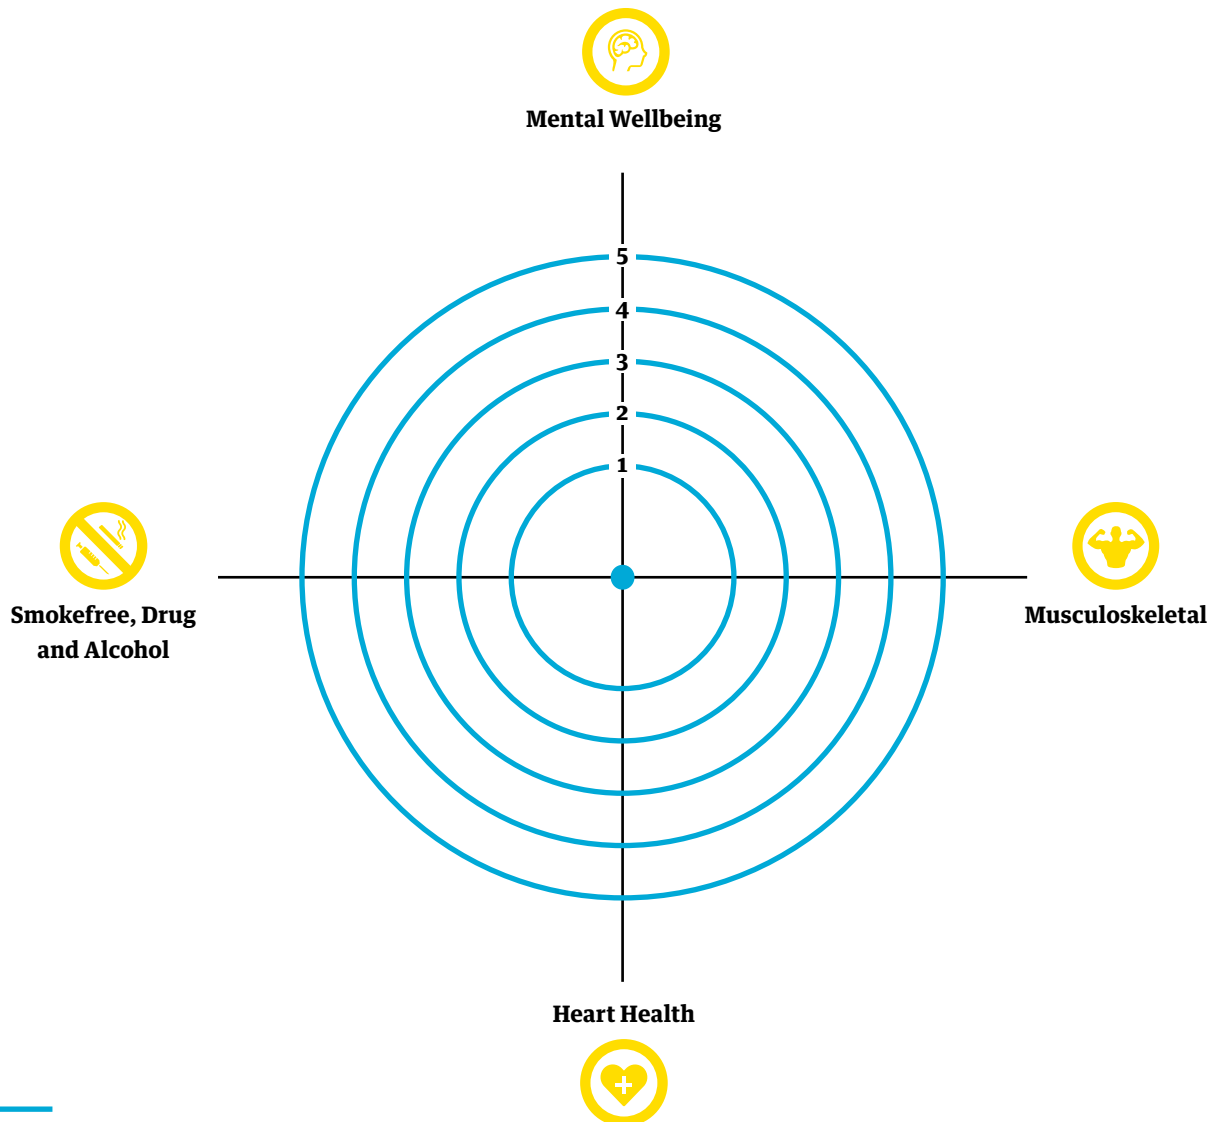 Mental Wellbeing
5
4
3
2
1
Smokefree, Drug
and Alcohol
Musculoskeletal
Heart Health